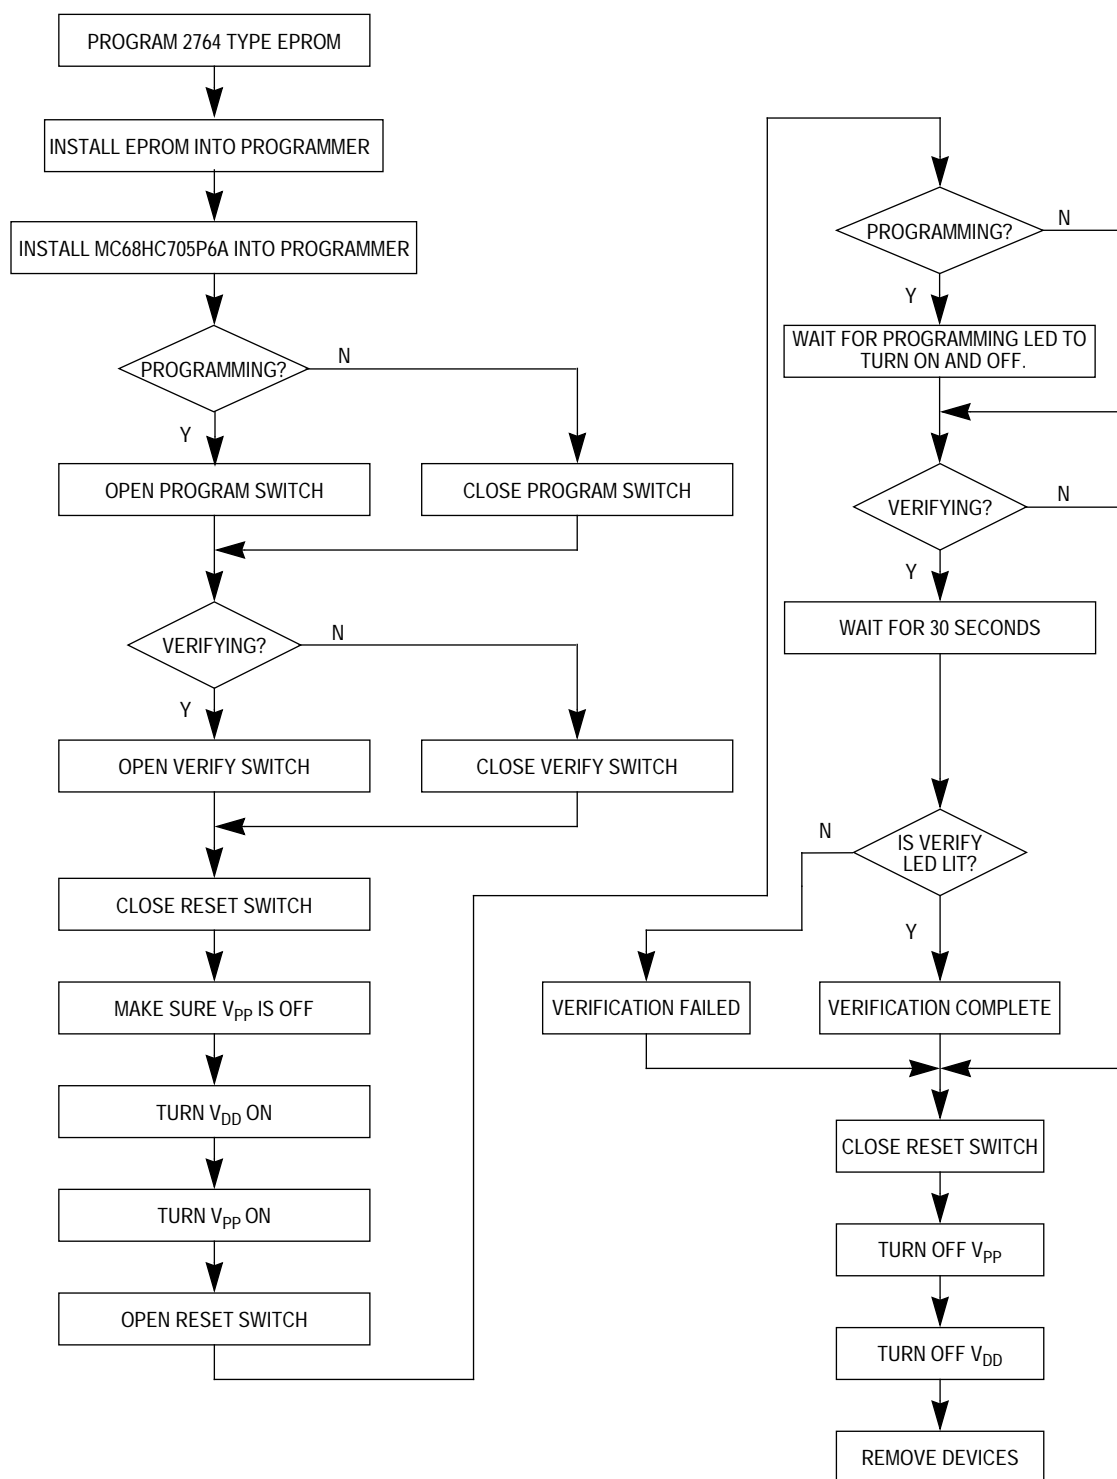 PROGRAM 2764 TYPE EPROM
INSTALL EPROM INTO PROGRAMMER
INSTALL MC68HC705P6A INTO PROGRAMMER
PROGRAMMING?
N
Y
OPEN PROGRAM SWITCH
CLOSE PROGRAM SWITCH
VERIFYING?
N
Y
OPEN VERIFY SWITCH
CLOSE VERIFY SWITCH
CLOSE RESET SWITCH
MAKE SURE VPP IS OFF
TURN VDD ON
TURN VPP ON
OPEN RESET SWITCH
PROGRAMMING?
N
Y
WAIT FOR PROGRAMMING LED TO
TURN ON AND OFF.
VERIFYING?
N
Y
WAIT FOR 30 SECONDS
IS VERIFY
LED LIT?
N
Y
VERIFICATION FAILED
VERIFICATION COMPLETE
CLOSE RESET SWITCH
TURN OFF VPP
TURN OFF VDD
REMOVE DEVICES